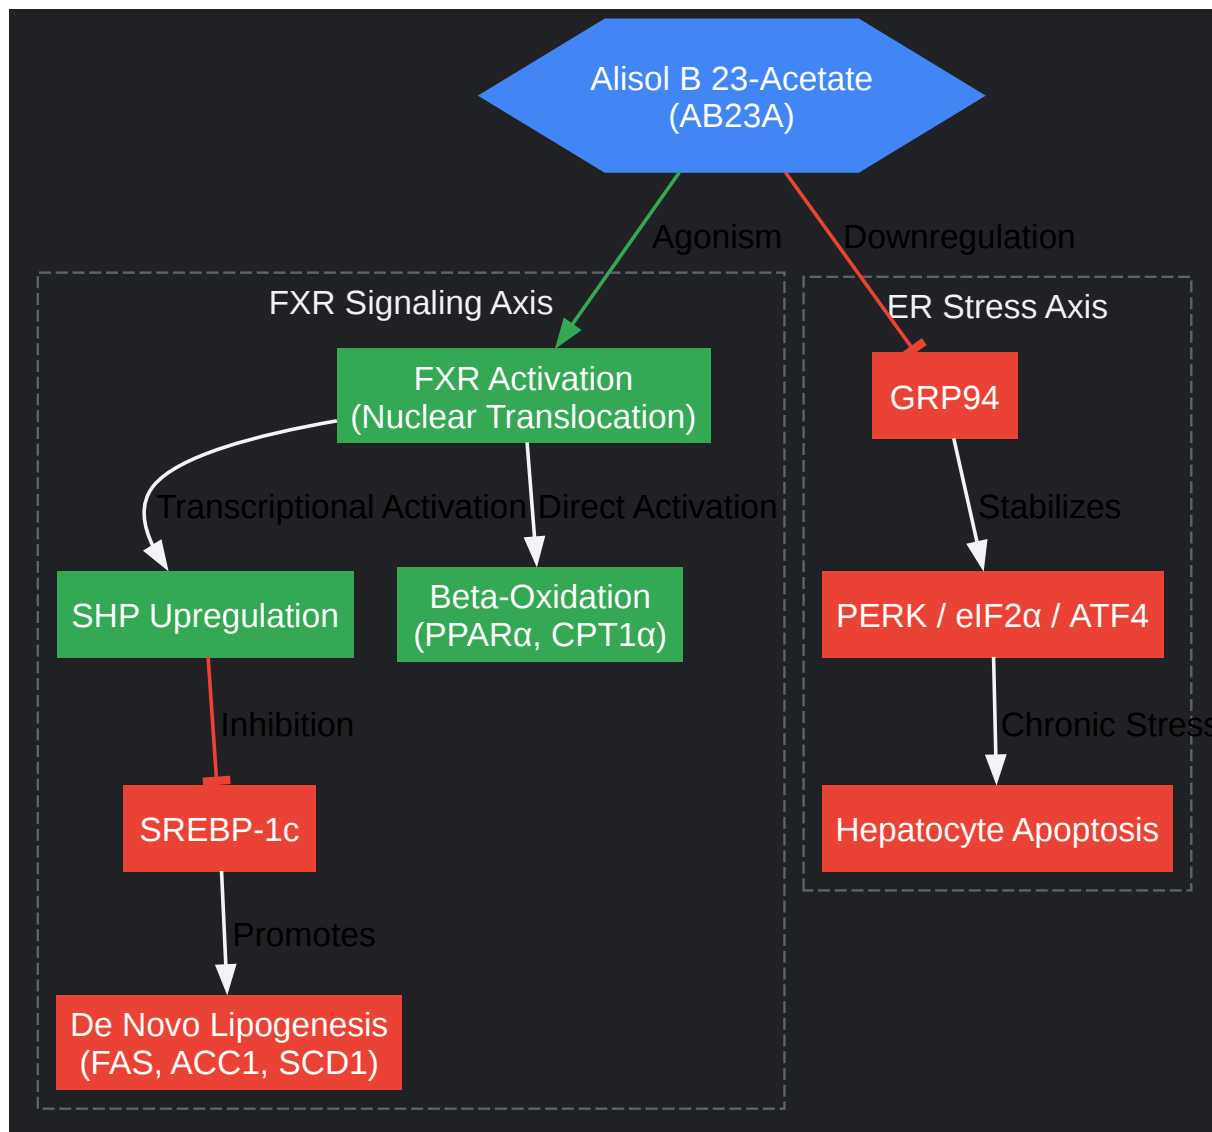 Alisol B 23-Acetate
(AB23A)
Agonism
Downregulation
FXR Signaling Axis
ER Stress Axis
FXR Activation
(Nuclear Translocation)
GRP94
Transcriptional Activation
Direct Activation
Stabilizes
SHP Upregulation
Beta-Oxidation
(PPARα, CPT1α)
PERK / eIF2α / ATF4
Inhibition
Chronic Stress
SREBP-1c
Hepatocyte Apoptosis
Promotes
De Novo Lipogenesis
(FAS, ACC1, SCD1)